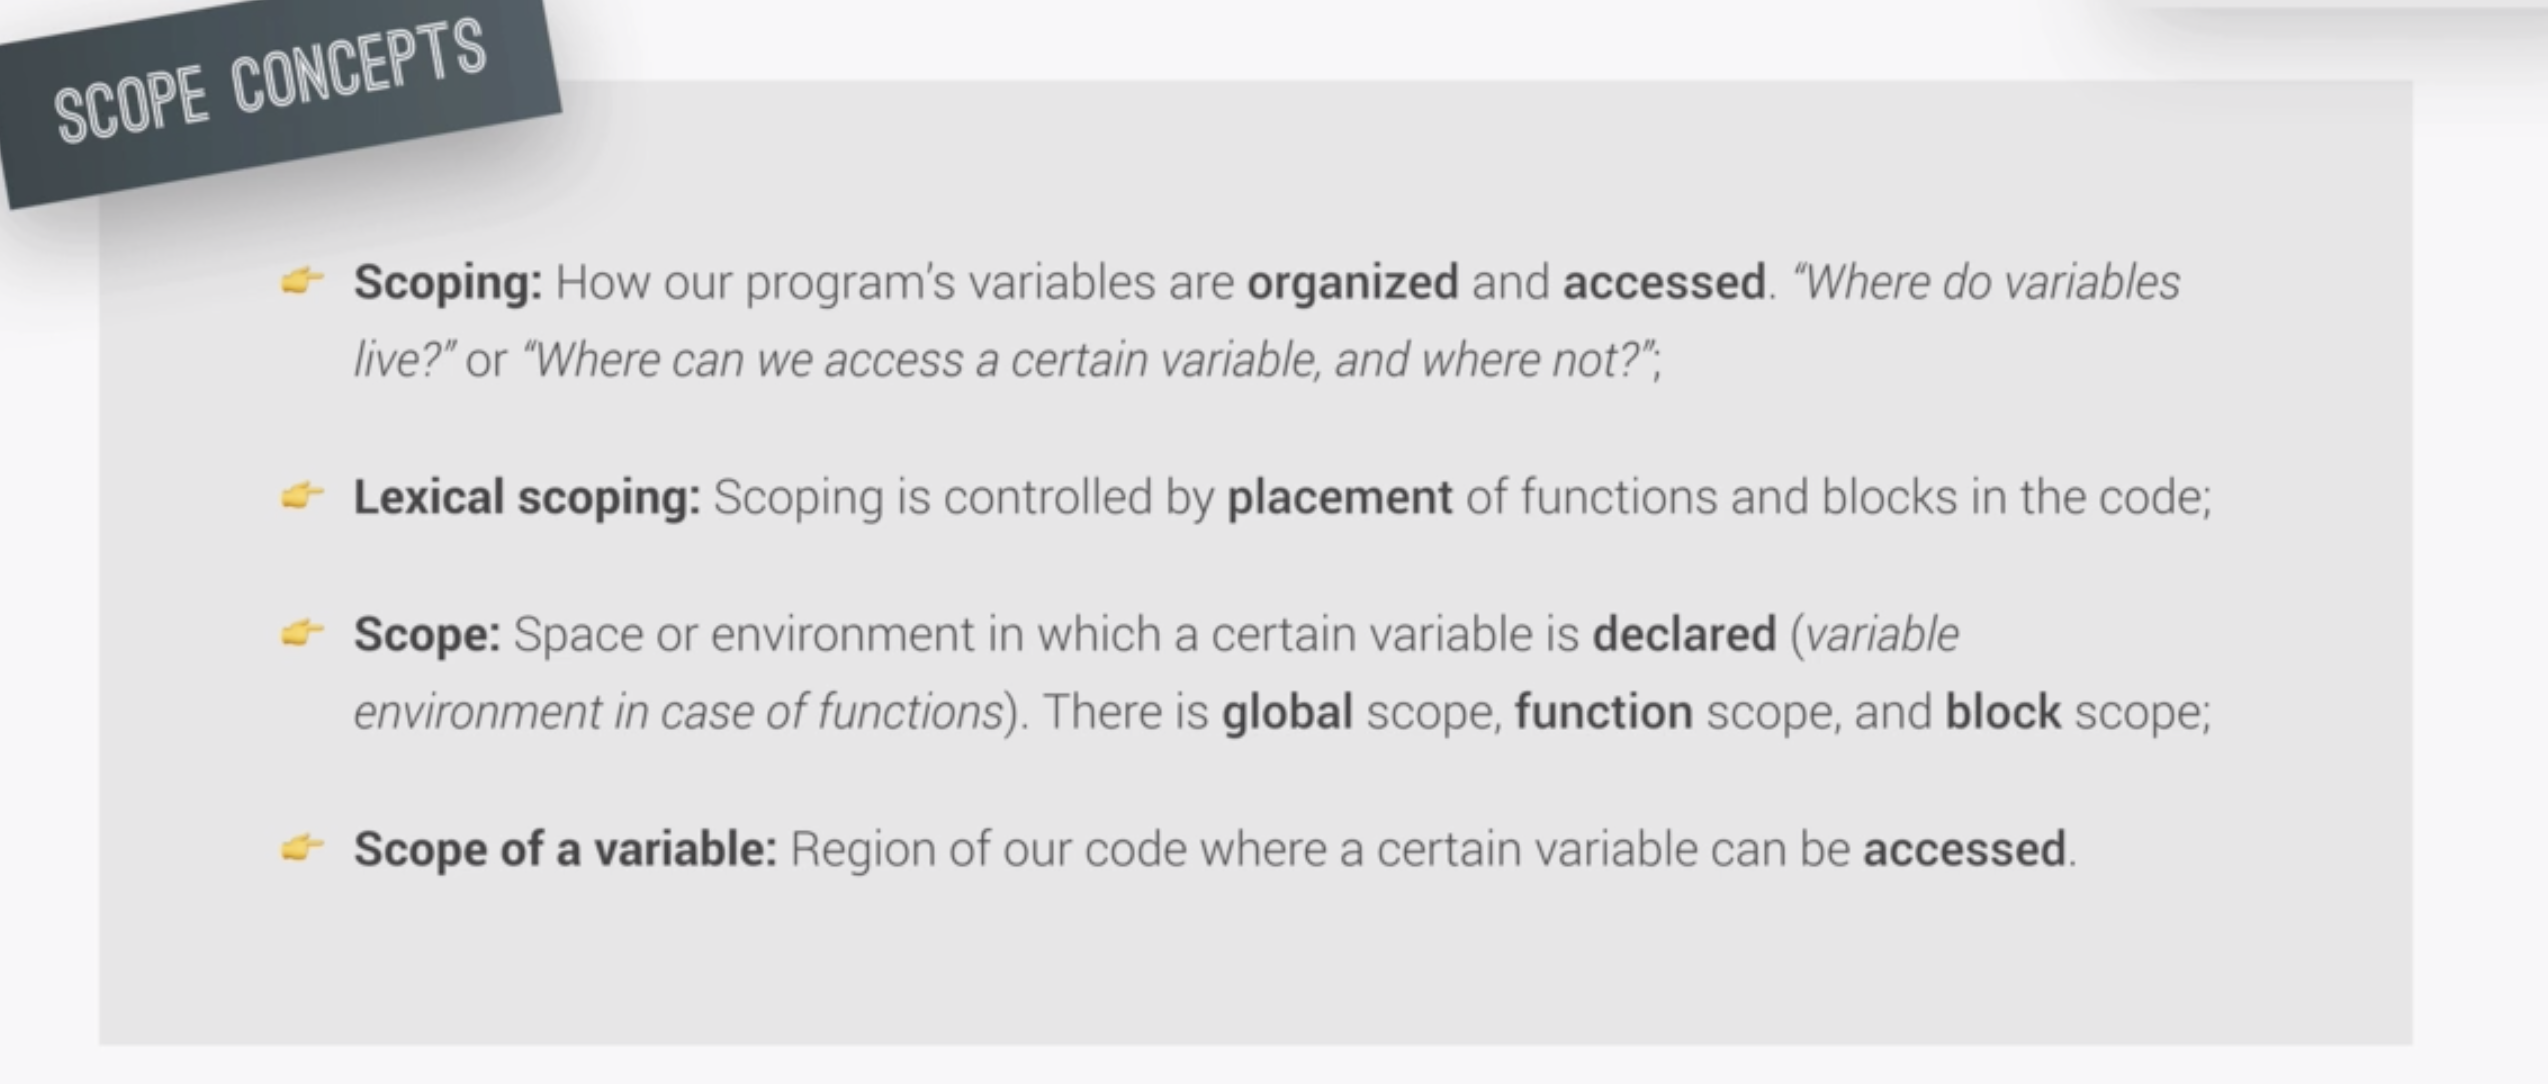 SCOPE CONCEPTS
👉 Scoping: How our program's variables are organized and accessed. “Where do variables
live?” or “Where can we access a certain variable, and where not?”;
👉 Lexical scoping: Scoping is controlled by placement of functions and blocks in the code;
👉 Scope: Space or environment in which a certain variable is declared (variable
environment in case of functions). There is global scope, function scope, and block scope;
👉 Scope of a variable: Region of our code where a certain variable can be accessed.